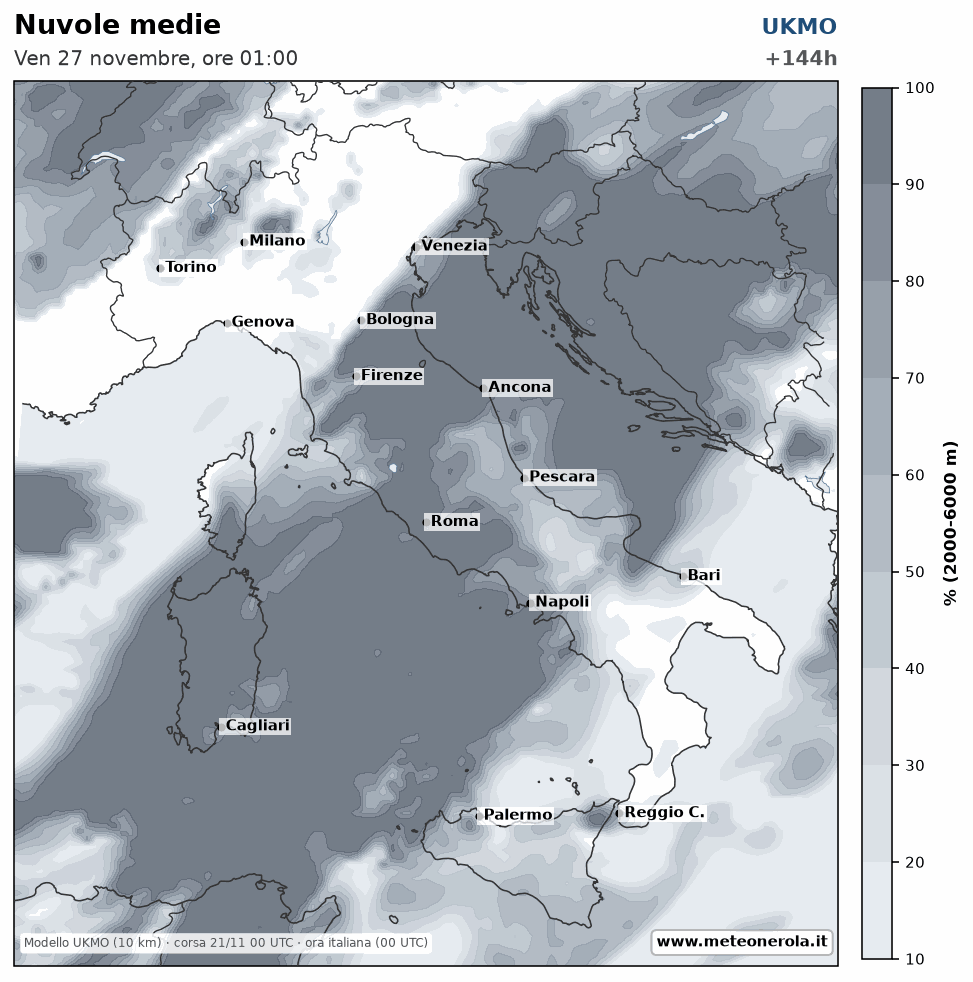 Nuvole medie
UKMO
Ven 27 novembre, ore 01:00
+144h
100
90
80
70
60
50
40
30
20
10
% (2000-6000 m)
Milano
Venezia
Torino
Genova
Bologna
Firenze
Ancona
Pescara
Roma
Bari
Napoli
Cagliari
Palermo
Reggio C.
Modello UKMO (10 km) · corsa 21/11 00 UTC · ora italiana (00 UTC)
www.meteonerola.it